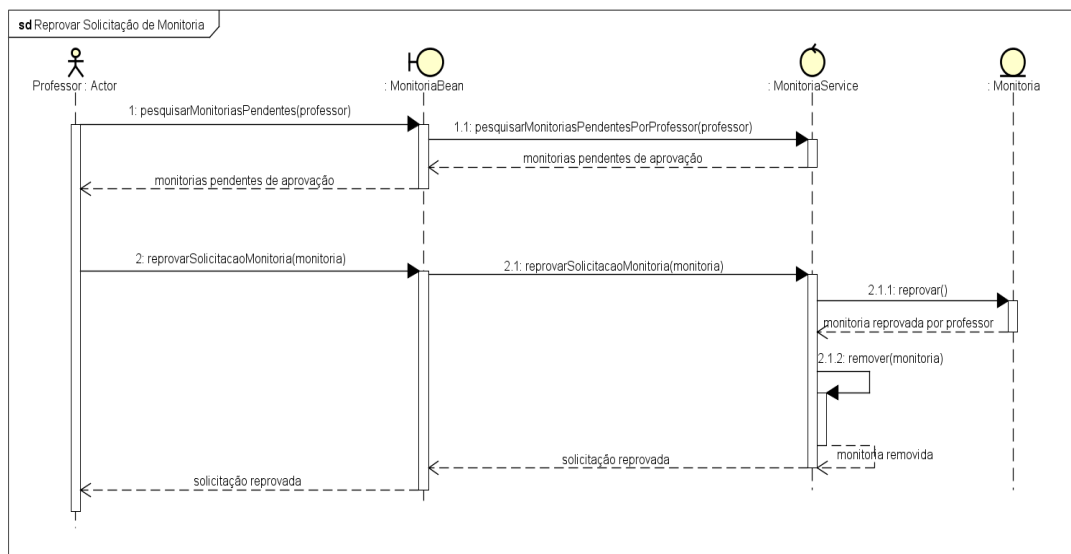 sd Reprovar Solicitação de Monitoria
Professor : Actor
: MonitoriaBean
: MonitoriaService
: Monitoria
1: pesquisarMonitoriasPendentes(professor)
1.1: pesquisarMonitoriasPendentesPorProfessor(professor)
monitorias pendentes de aprovação
monitorias pendentes de aprovação
2: reprovarSolicitacaoMonitoria(monitoria)
2.1: reprovarSolicitacaoMonitoria(monitoria)
2.1.1: reprovar()
monitoria reprovada por professor
2.1.2: remover(monitoria)
monitoria removida
solicitação reprovada
solicitação reprovada